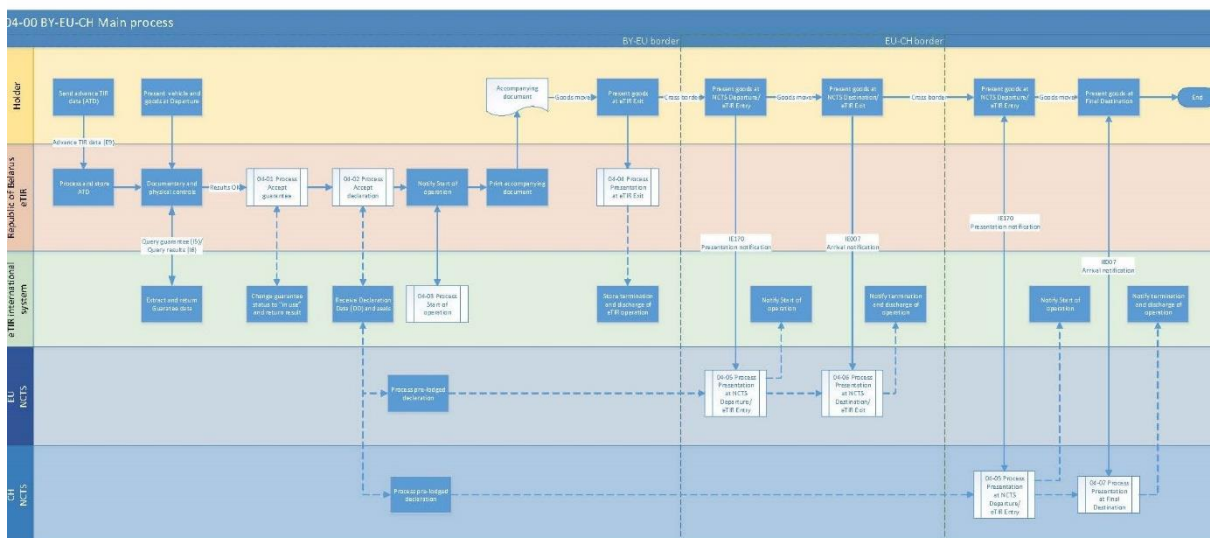 04-00 BY-EU-CH Main process
BY-EU border
EU-CH border
Holder
Send advance TIR
data (ATD)
Present vehicle and
goods at Departure
Accompanying
document
Goods move
Present goods
at eTIR Exit
Cross border
Present goods at
NCTS Departure/
eTIR Entry
Goods move
Present goods at
NCTS Destination/
eTIR Exit
Cross border
Present goods at
NCTS Departure/
eTIR Entry
Goods move
Present goods at
Final Destination
End
Advance TIR data (E9)
Republic of Belarus
eTIR
Process and store
ATD
Documentary and
physical controls
Results OK
04-01 Process
Accept
guarantee
04-02 Process
Accept
declaration
Notify Start of
operation
Print accompanying
document
04-04 Process
Presentation
at eTIR Exit
IE170
Presentation notification
IE007
Arrival notification
IE170
Presentation notification
IE007
Arrival notification
Query guarantee (I5)/
Query results (I6)
eTIR international
system
Extract and return
Guarantee data
Change guarantee
status to "in use"
and return result
Receive Declaration
Data (DD) and seals
04-03 Process
Start of
operation
Store termination
and discharge of
eTIR operation
Notify Start of
operation
Notify termination
and discharge of
operation
Notify Start of
operation
Notify termination
and discharge of
operation
EU
NCTS
Process pre-lodged
declaration
04-05 Process
Presentation
at NCTS
Departure/
eTIR Entry
04-06 Process
Presentation
at NCTS
Destination/
eTIR Exit
CH
NCTS
Process pre-lodged
declaration
04-05 Process
Presentation
at NCTS
Departure/
eTIR Entry
04-07 Process
Presentation
at Final
Destination